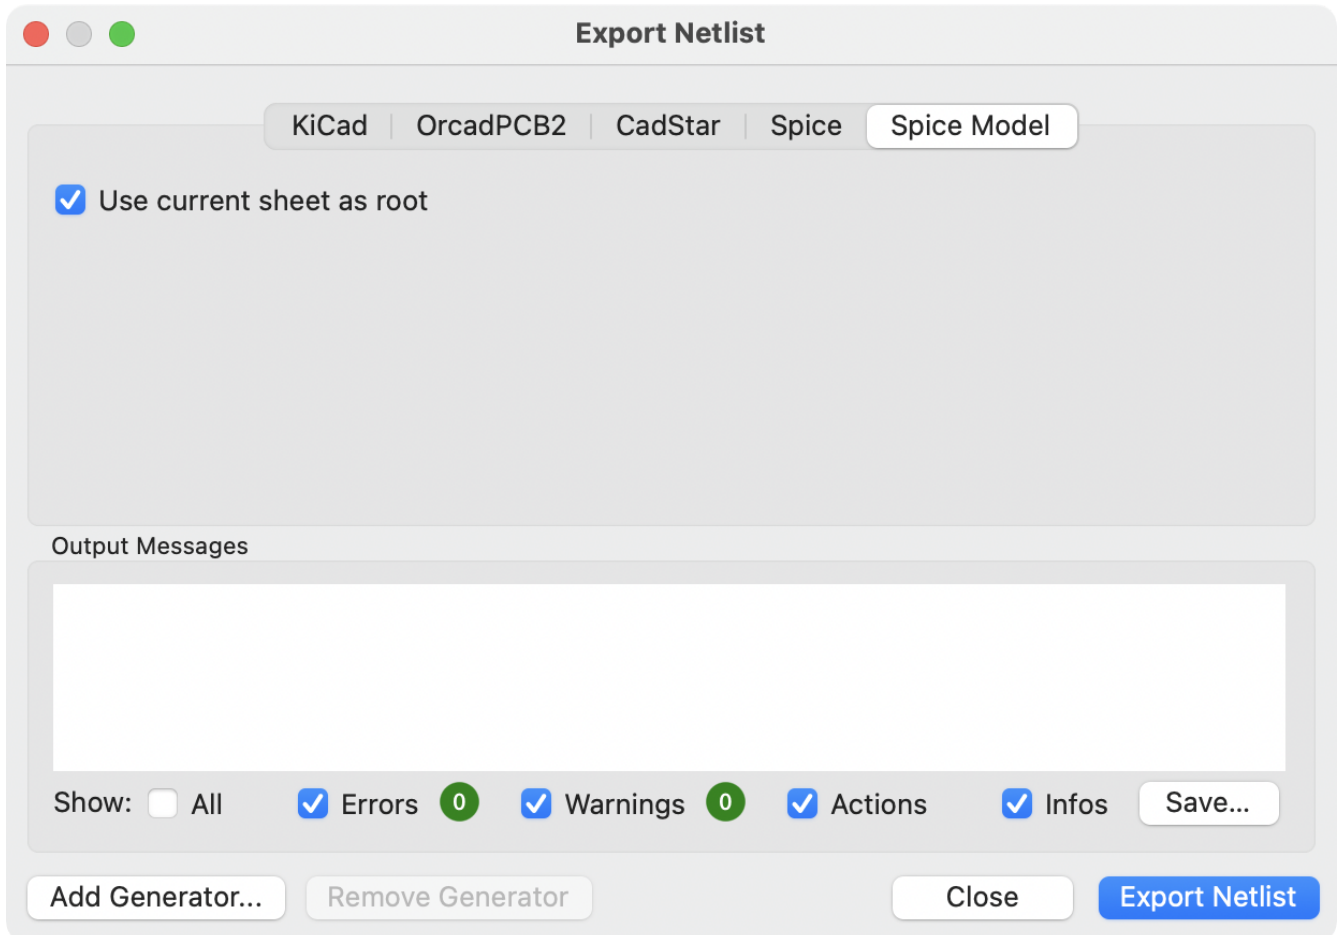 Export Netlist
KiCad OrcadPCB2 CadStar Spice Spice Model
Use current sheet as root
Output Messages
Show: All Errors 0 Warnings 0 Actions Infos Save...
Add Generator... Remove Generator Close Export Netlist